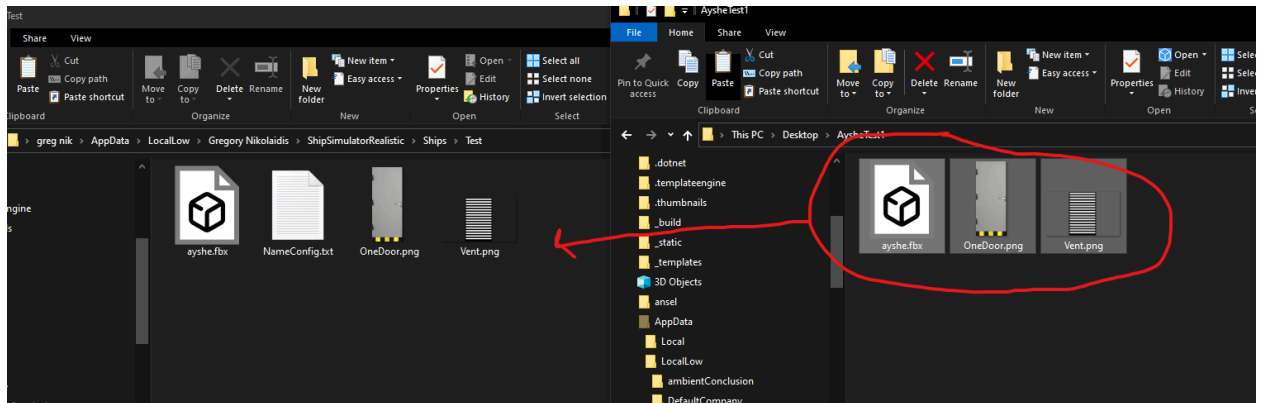 Test
Share View
Cut
Copy path
Paste shortcut
Paste
Clipboard
Move to
Copy to
Delete
Rename
Organize
New folder
New item
Easy access
New
Properties
Open
Edit
History
Open
Select all
Select none
Invert selection
Select
greg nik > AppData > LocalLow > Gregory Nikolaidis > ShipSimulatorRealistic > Ships > Test
ngine
s
ayshe.fbx
NameConfig.txt
OneDoor.png
Vent.png
AysheTest1
File Home Share View
Pin to Quick access
Copy
Paste
Cut
Copy path
Paste shortcut
Clipboard
Move to
Copy to
Delete
Rename
Organize
New folder
New item
Easy access
New
Properties
Open
Edit
History
Open
Sele
Sele
Inver
S
This PC > Desktop > AysheTest1
.dotnet
.templateengine
.thumbnails
_build
_static
_templates
3D Objects
ansel
AppData
Local
LocalLow
ambientConclusion
DefaultCompany
ayshe.fbx
OneDoor.png
Vent.png